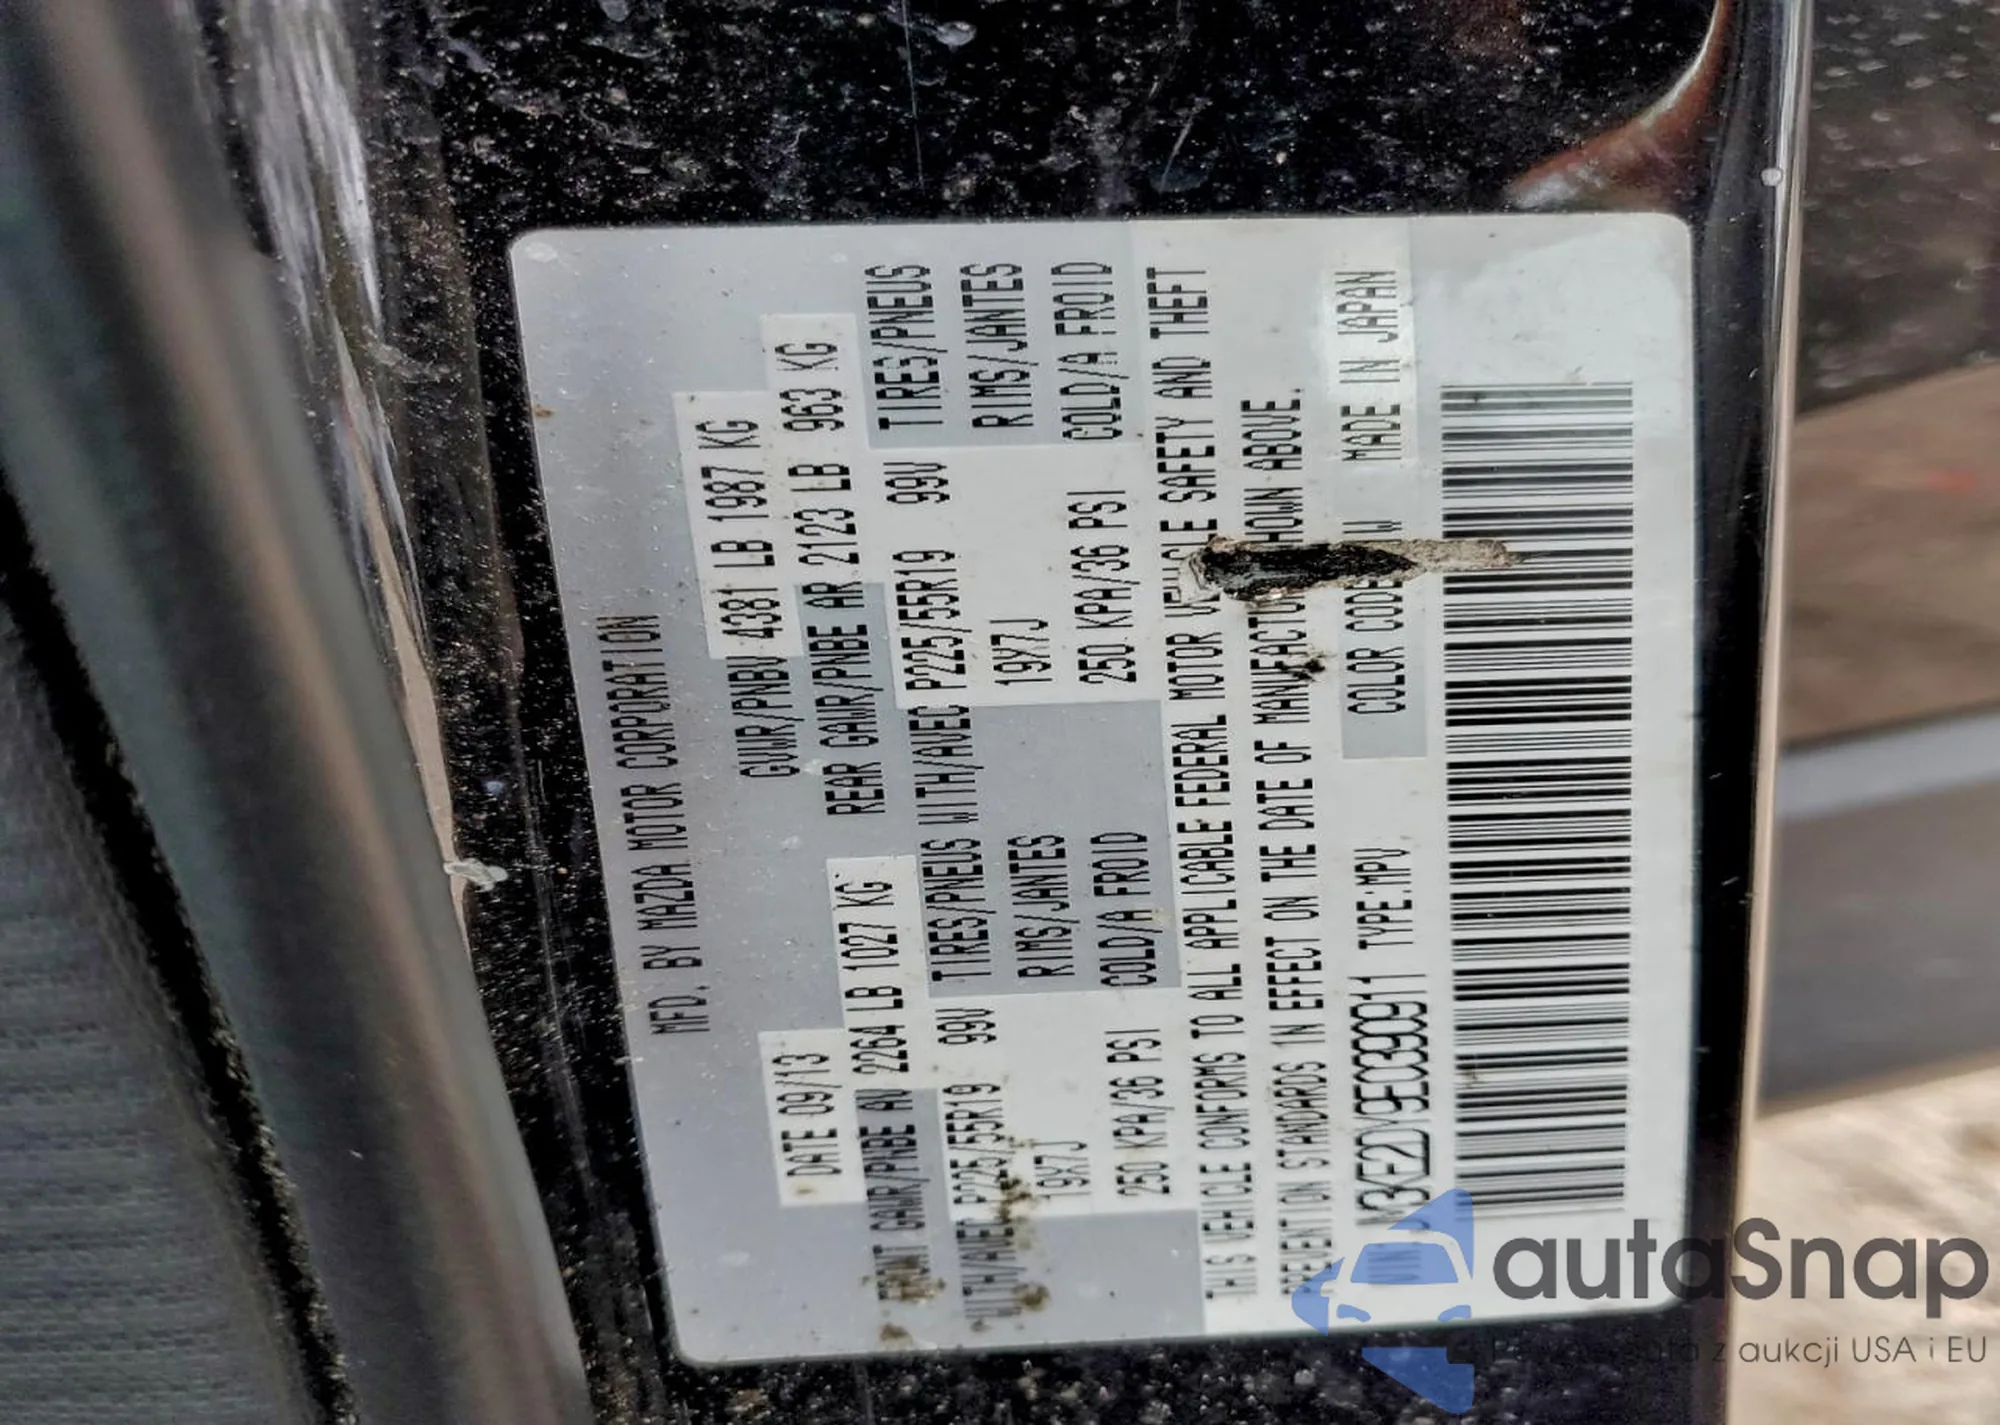 MFD. BY MAZDA MOTOR CORPORATION
DATE 09/13 GVWR/PNBV 4381 LB 1987 KG
FRONT GAWR/PNBE AV 2264 LB 1027 KG REAR GAWR/PNBE AR 2123 LB 963 KG
WITH/AVEC P225/55R19 99V TIRES/PNEUS WITH/AVEC P225/55R19 99V TIRES/PNEUS
19X7J RIMS/JANTES 19X7J RIMS/JANTES
250 KPA/36 PSI COLD/A FROID 250 KPA/36 PSI COLD/A FROID
THIS VEHICLE CONFORMS TO ALL APPLICABLE FEDERAL MOTOR VEHICLE SAFETY AND THEFT
PREVENTION STANDARDS IN EFFECT ON THE DATE OF MANUFACTURE SHOWN ABOVE.
VIN TYPE:MPV COLOR CODE MADE IN JAPAN
autaSnap
z aukcji USA i EU